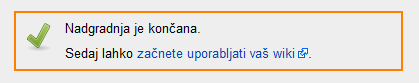 Nadgradnja je končana.
Sedaj lahko začnete uporabljati vaš wiki.